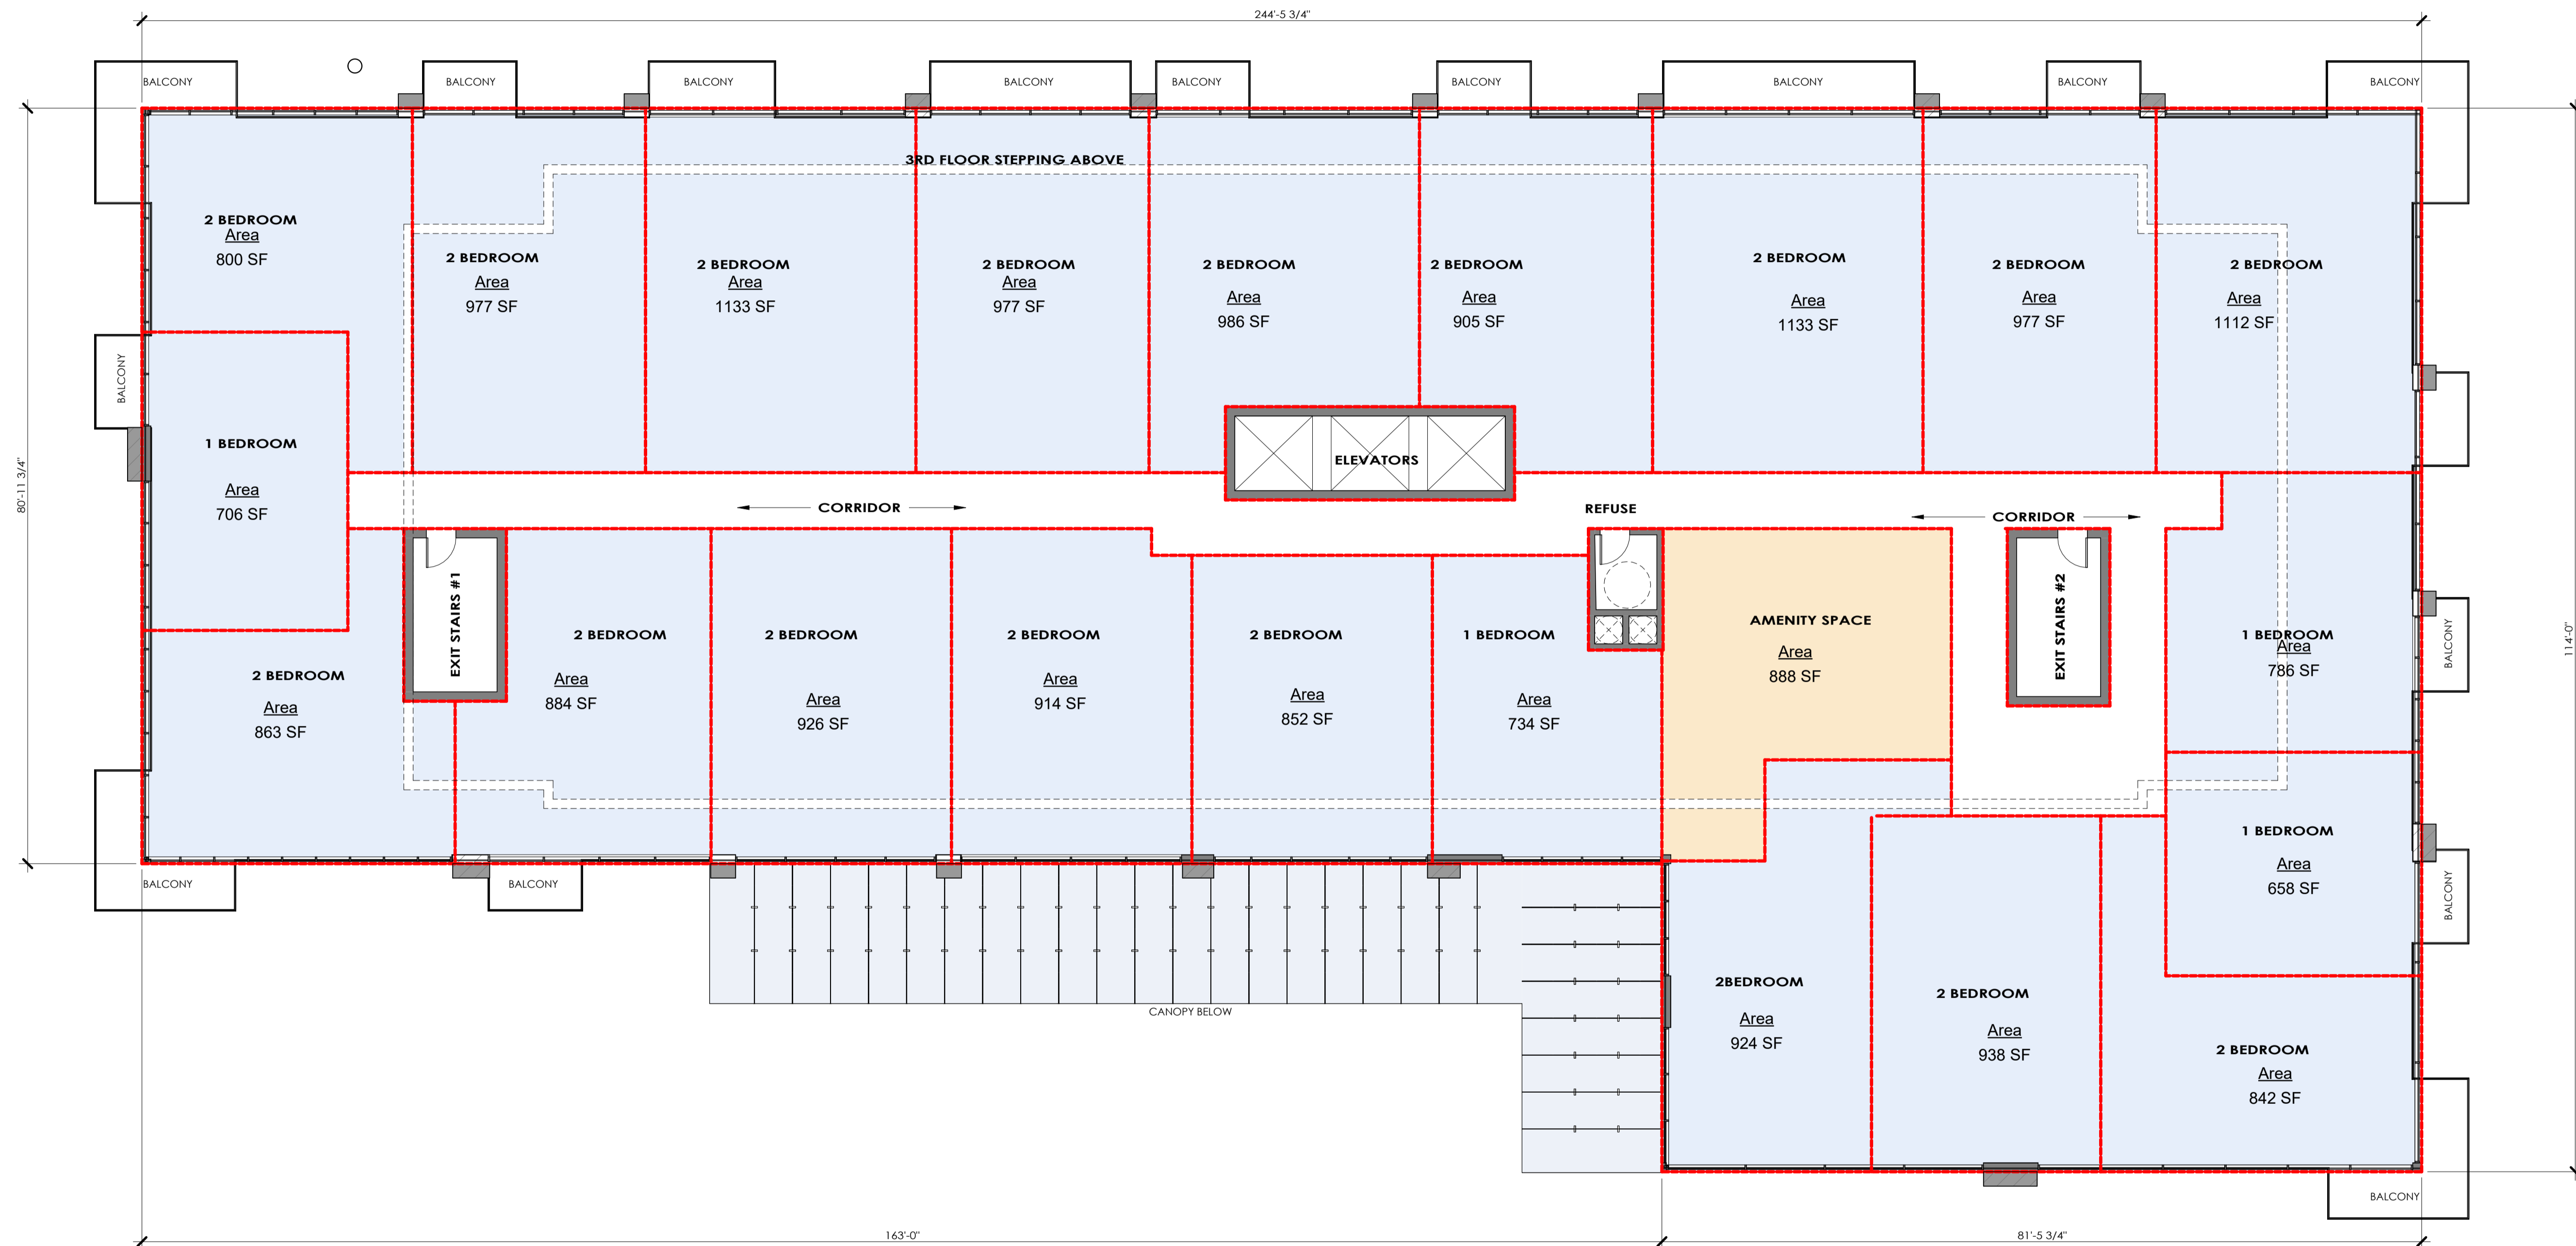 244'-5 3/4"
BALCONY
BALCONY
BALCONY
BALCONY
BALCONY
BALCONY
BALCONY
BALCONY
BALCONY
3RD FLOOR STEPPING ABOVE
2 BEDROOM
Area
800 SF
2 BEDROOM
Area
977 SF
2 BEDROOM
Area
1133 SF
2 BEDROOM
Area
977 SF
2 BEDROOM
Area
986 SF
2 BEDROOM
Area
905 SF
2 BEDROOM
Area
1133 SF
2 BEDROOM
Area
977 SF
2 BEDROOM
Area
1112 SF
BALCONY
80'-11 3/4"
1 BEDROOM
Area
706 SF
ELEVATORS
CORRIDOR
REFUSE
CORRIDOR
EXIT STAIRS #1
2 BEDROOM
Area
863 SF
2 BEDROOM
Area
884 SF
2 BEDROOM
Area
926 SF
2 BEDROOM
Area
914 SF
2 BEDROOM
Area
852 SF
1 BEDROOM
Area
734 SF
AMENITY SPACE
Area
888 SF
EXIT STAIRS #2
1 BEDROOM
Area
786 SF
BALCONY
114'-0"
1 BEDROOM
Area
658 SF
BALCONY
BALCONY
BALCONY
CANOPY BELOW
2BEDROOM
Area
924 SF
2 BEDROOM
Area
938 SF
2 BEDROOM
Area
842 SF
BALCONY
163'-0"
81'-5 3/4"